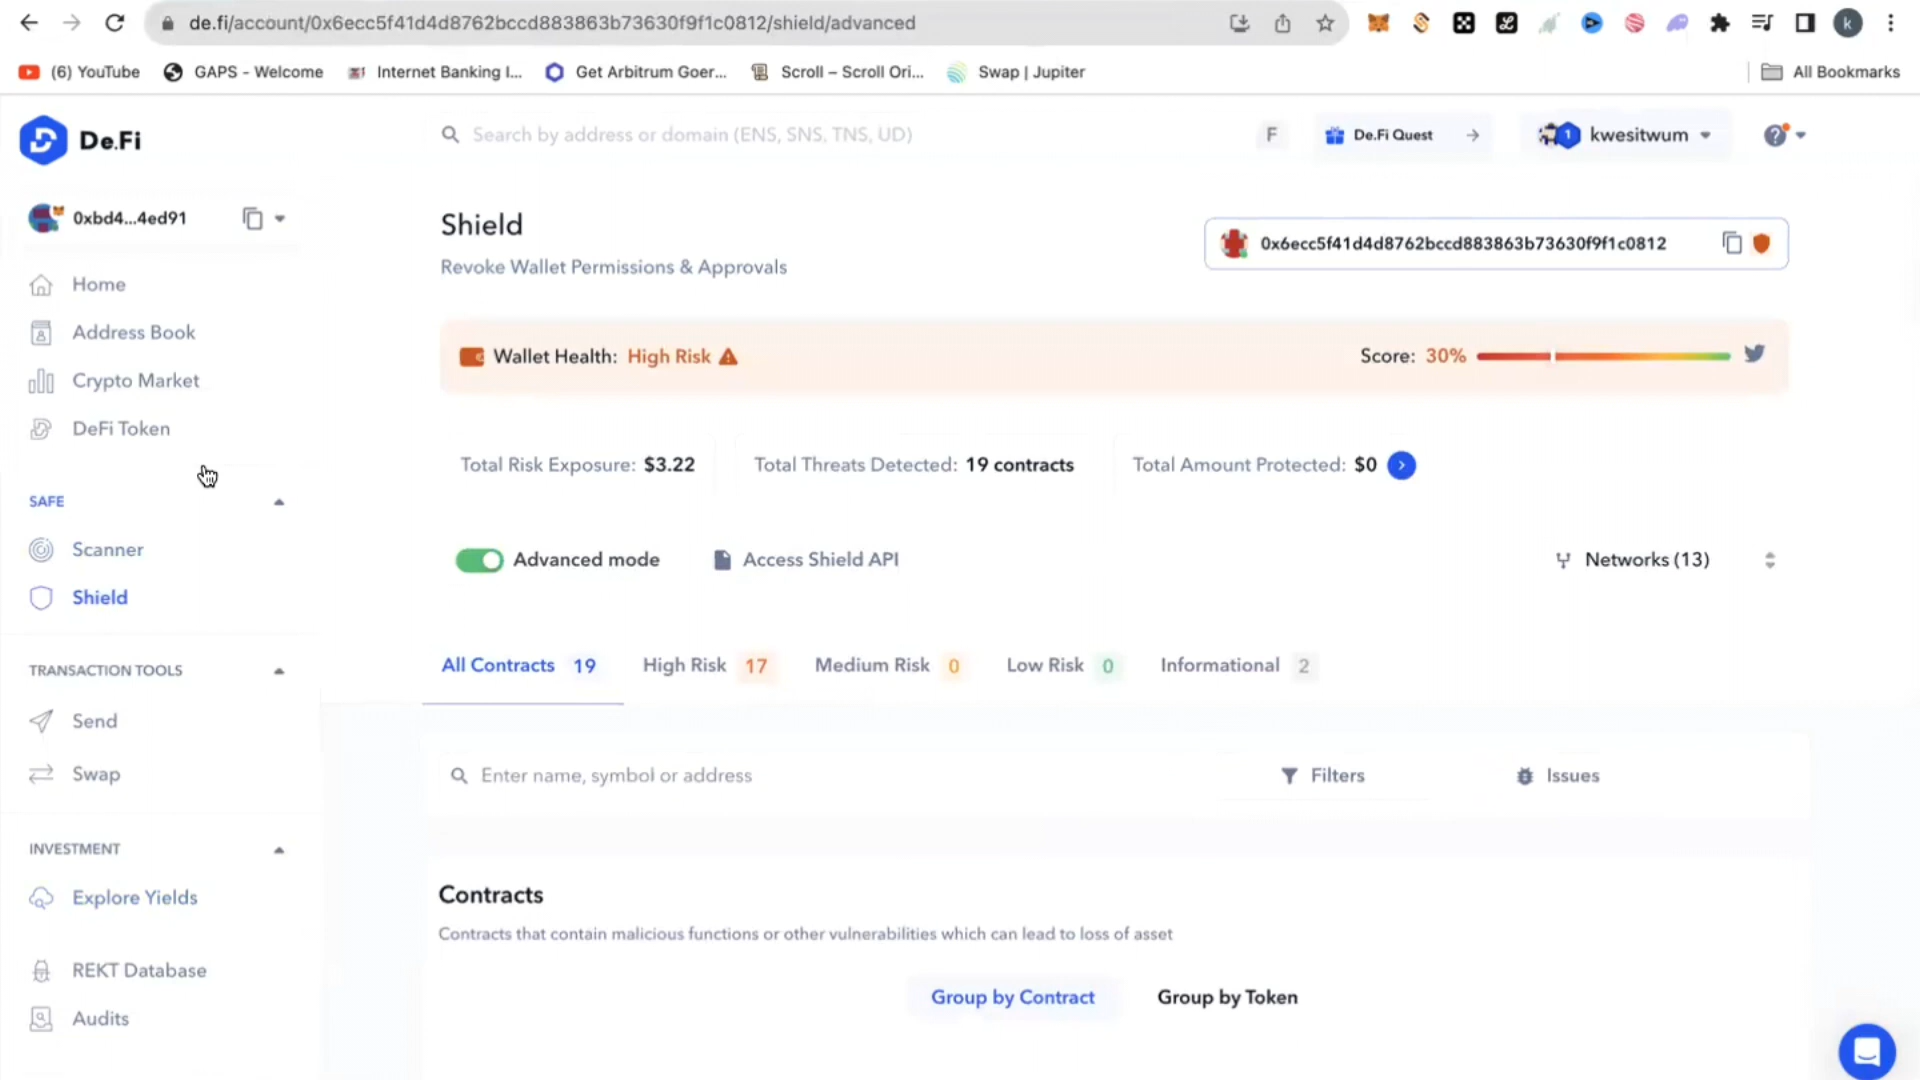 de.fi/account/0x6ecc5f41d4d8762bccd883863b73630f9f1c0812/shield/advanced
k
(6) YouTube
GAPS - Welcome
Internet Banking I...
Get Arbitrum Goer...
Scroll – Scroll Ori...
Swap | Jupiter
All Bookmarks
De.Fi
Search by address or domain (ENS, SNS, TNS, UD)
F
De.Fi Quest
1
kwesitwum
?
0xbd4...4ed91
Home
Address Book
Crypto Market
DeFi Token
SAFE
Scanner
Shield
TRANSACTION TOOLS
Send
Swap
INVESTMENT
Explore Yields
REKT Database
Audits
Shield
Revoke Wallet Permissions & Approvals
0x6ecc5f41d4d8762bccd883863b73630f9f1c0812
Wallet Health: High Risk
Score: 30%
Total Risk Exposure: $3.22
Total Threats Detected: 19 contracts
Total Amount Protected: $0
Advanced mode
Access Shield API
Networks (13)
All Contracts 19
High Risk 17
Medium Risk 0
Low Risk 0
Informational 2
Enter name, symbol or address
Filters
Issues
Contracts
Contracts that contain malicious functions or other vulnerabilities which can lead to loss of asset
Group by Contract
Group by Token